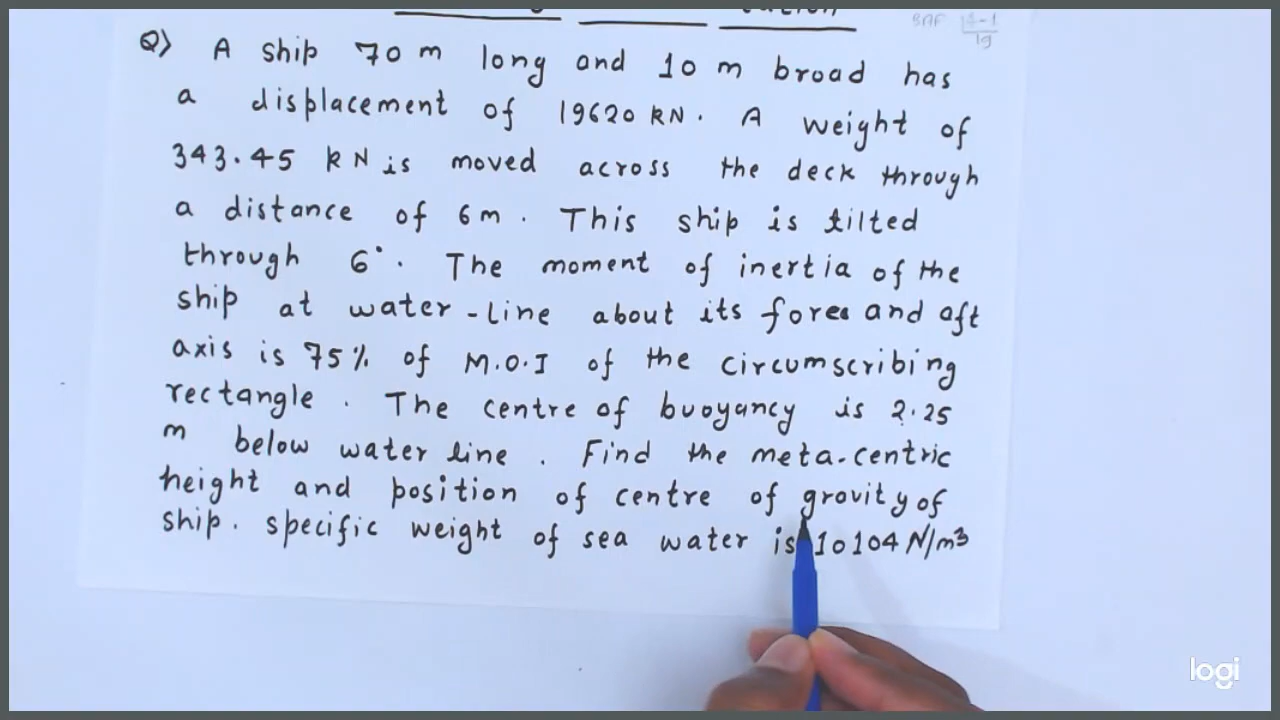 Q) A ship 70 m long and 10 m broad has
a displacement of 19620 kN. A weight of
343.45 kN is moved across the deck through
a distance of 6m. This ship is tilted
through 6°. The moment of inertia of the
ship at water-line about its fore and aft
axis is 75% of M.O.I of the circumscribing
rectangle. The centre of buoyancy is 2.25
m below water line. Find the meta-centric
height and position of centre of grovity of
ship. specific weight of sea water is 10104 N/m³
logi